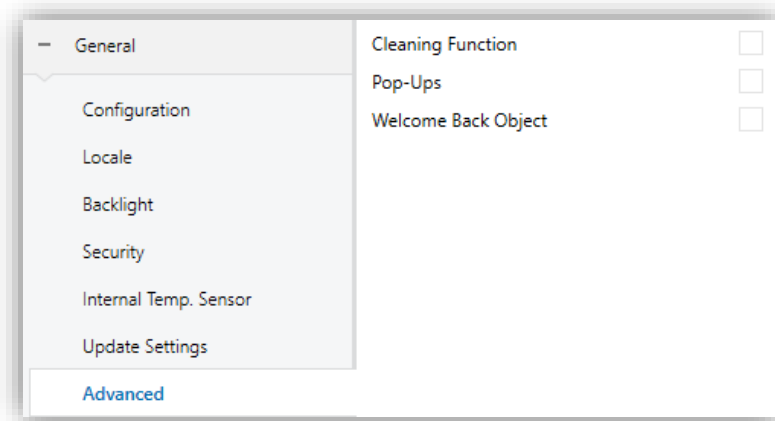 General
Configuration
Locale
Backlight
Security
Internal Temp. Sensor
Update Settings
Advanced
Cleaning Function
Pop-Ups
Welcome Back Object